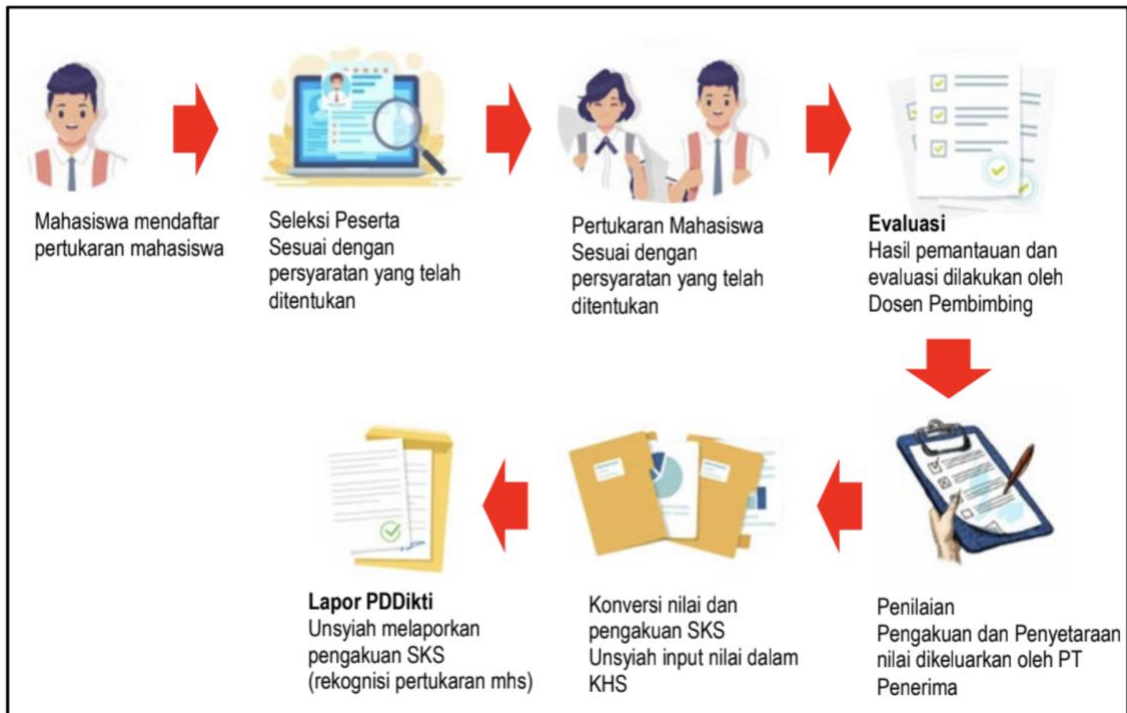 Mahasiswa mendaftar
pertukaran mahasiswa
Seleksi Peserta
Sesuai dengan
persyaratan yang telah
ditentukan
Pertukaran Mahasiswa
Sesuai dengan
persyaratan yang telah
ditentukan
Evaluasi
Hasil pemantauan dan
evaluasi dilakukan oleh
Dosen Pembimbing
Penilaian
Pengakuan dan Penyetaraan
nilai dikeluarkan oleh PT
Penerima
Konversi nilai dan
pengakuan SKS
Unsyiah input nilai dalam
KHS
Lapor PDDikti
Unsyiah melaporkan
pengakuan SKS
(rekognisi pertukaran mhs)